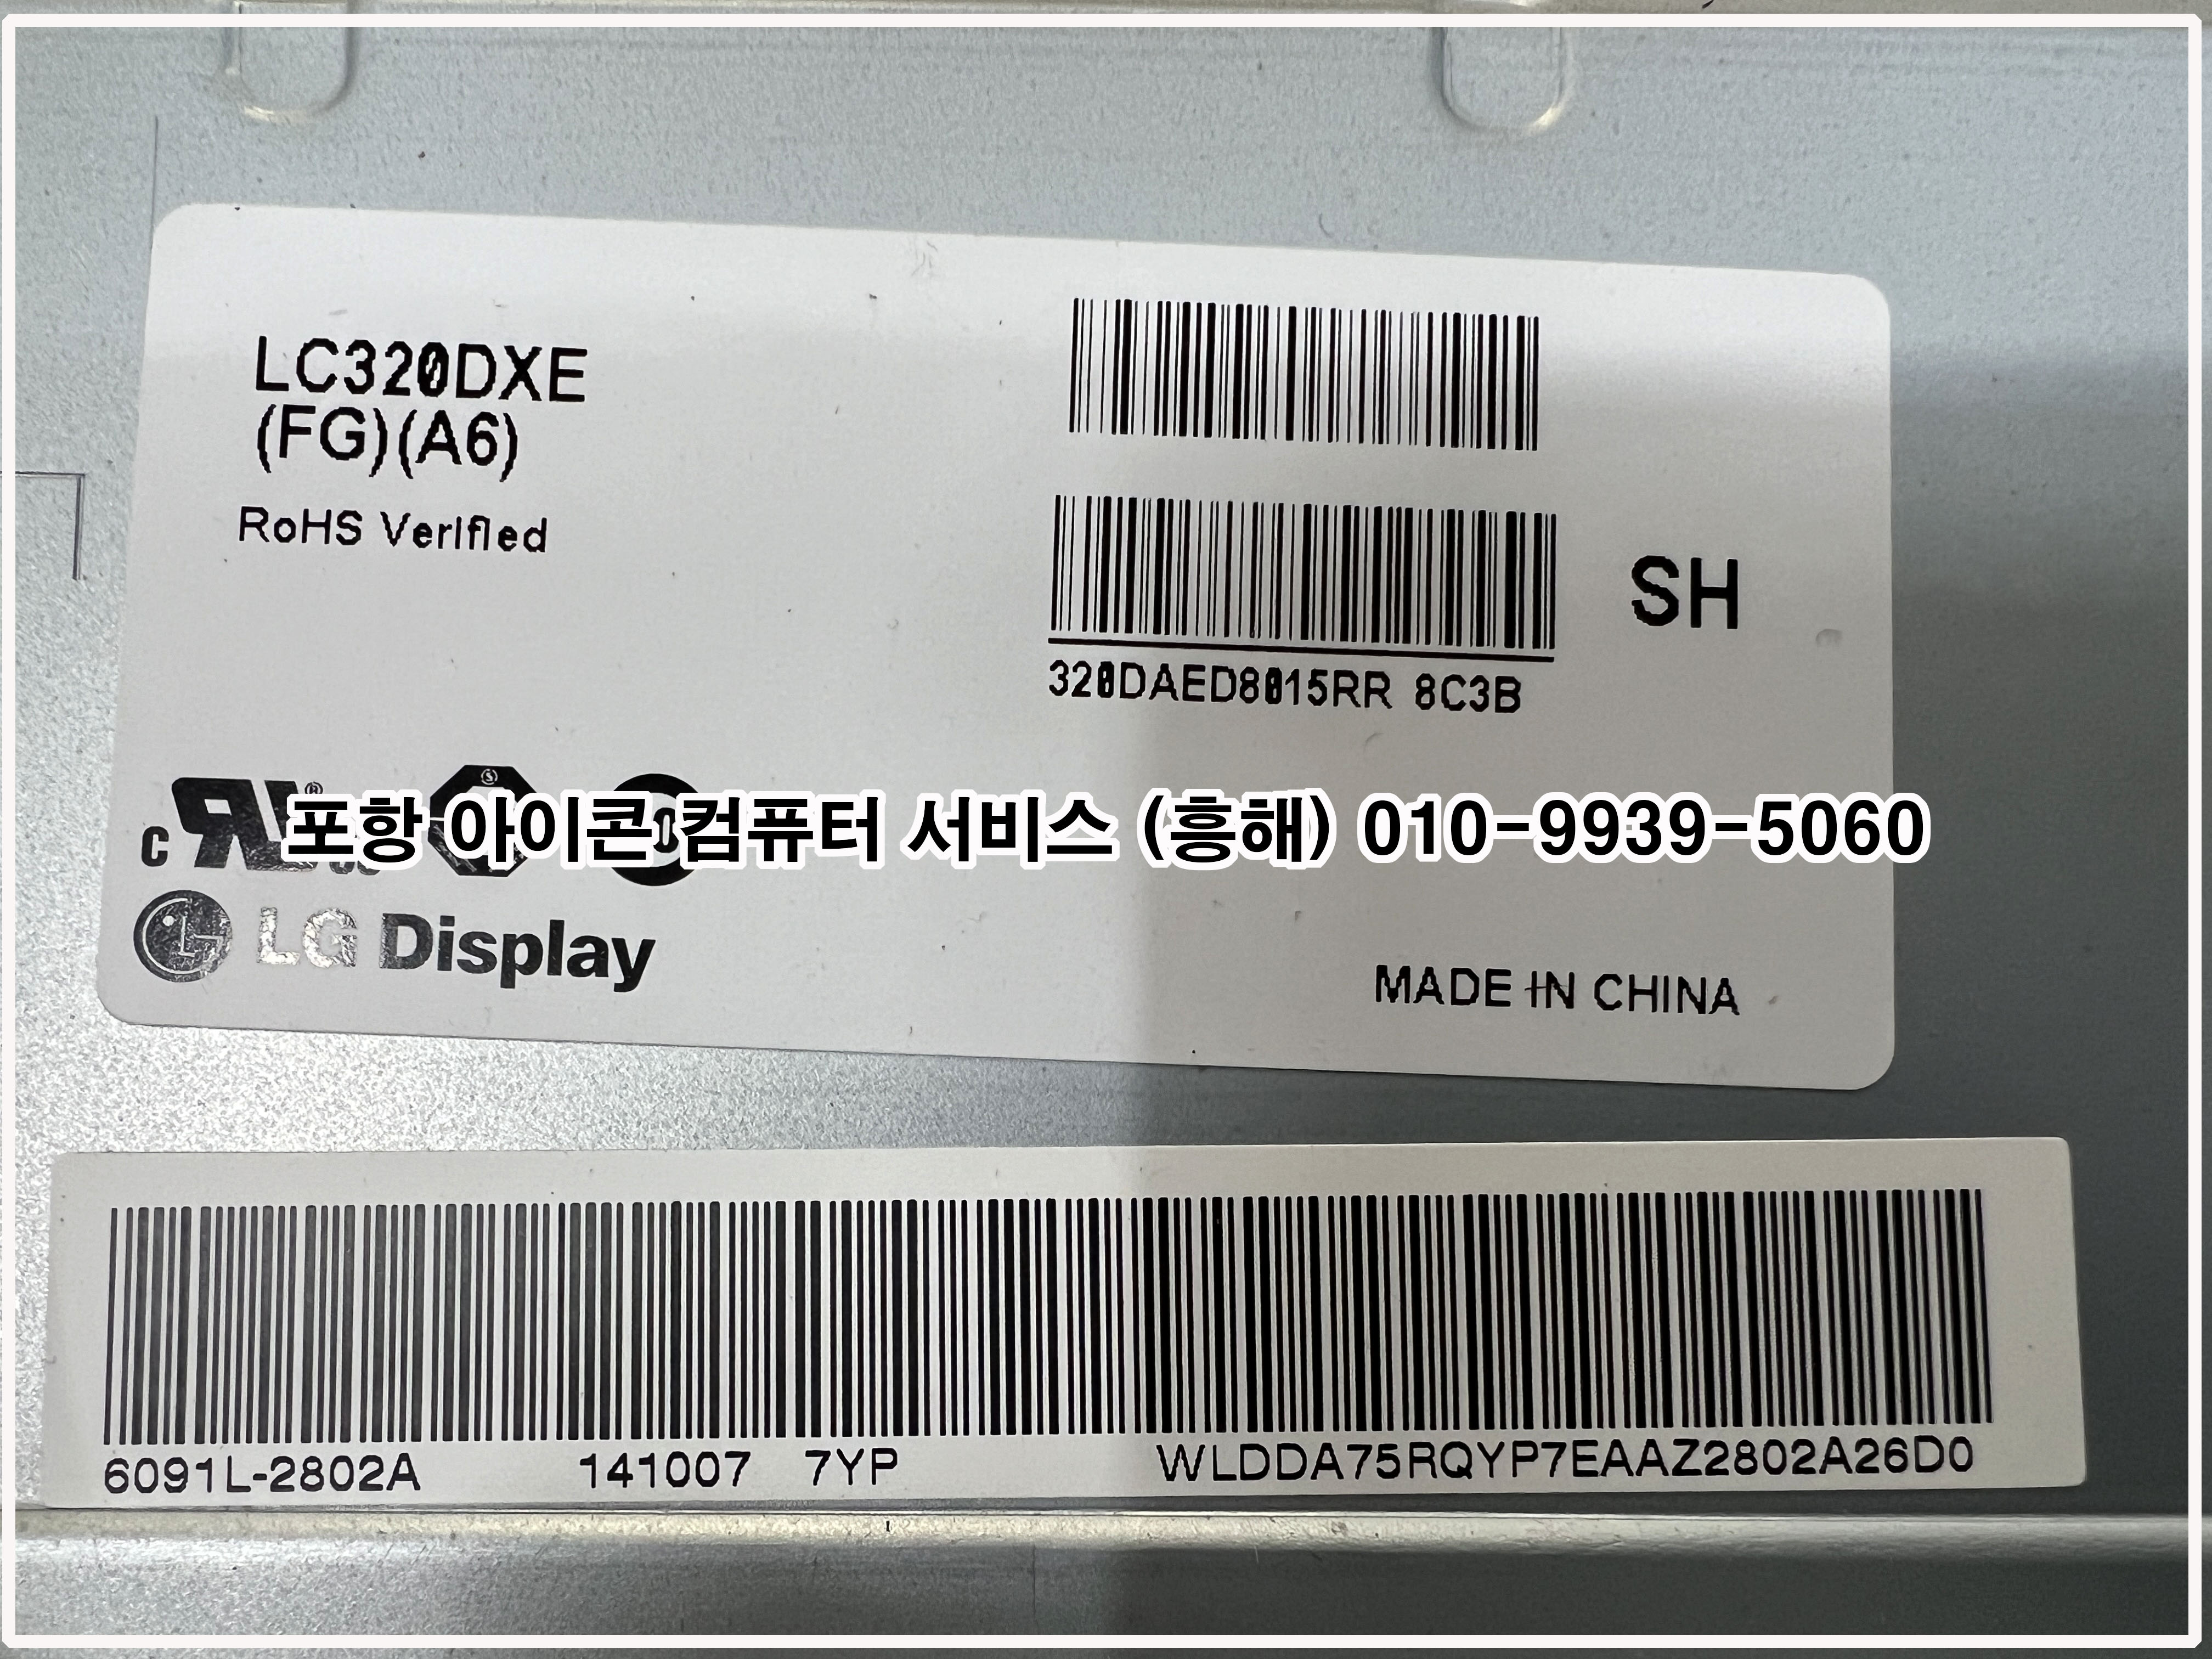 LC320DXE
(FG)(A6)
RoHS Verified
SH
320DAED8015RR 8C3B
포항 아이콘 컴퓨터 서비스 (흥해) 010-9939-5060
LG Display
MADE IN CHINA
6091L-2802A 141007 7YP WLDDA75RQYP7EAAZ2802A26D0